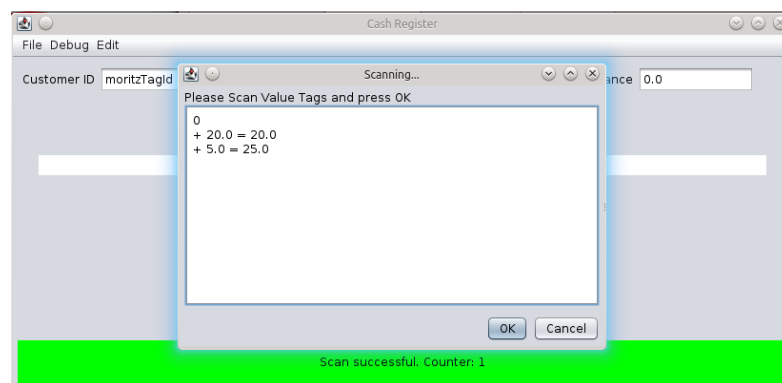 Cash Register
File Debug Edit
Customer ID moritzTagId
ance 0.0
Scanning...
Please Scan Value Tags and press OK
0
+ 20.0 = 20.0
+ 5.0 = 25.0
OK Cancel
Scan successful. Counter: 1